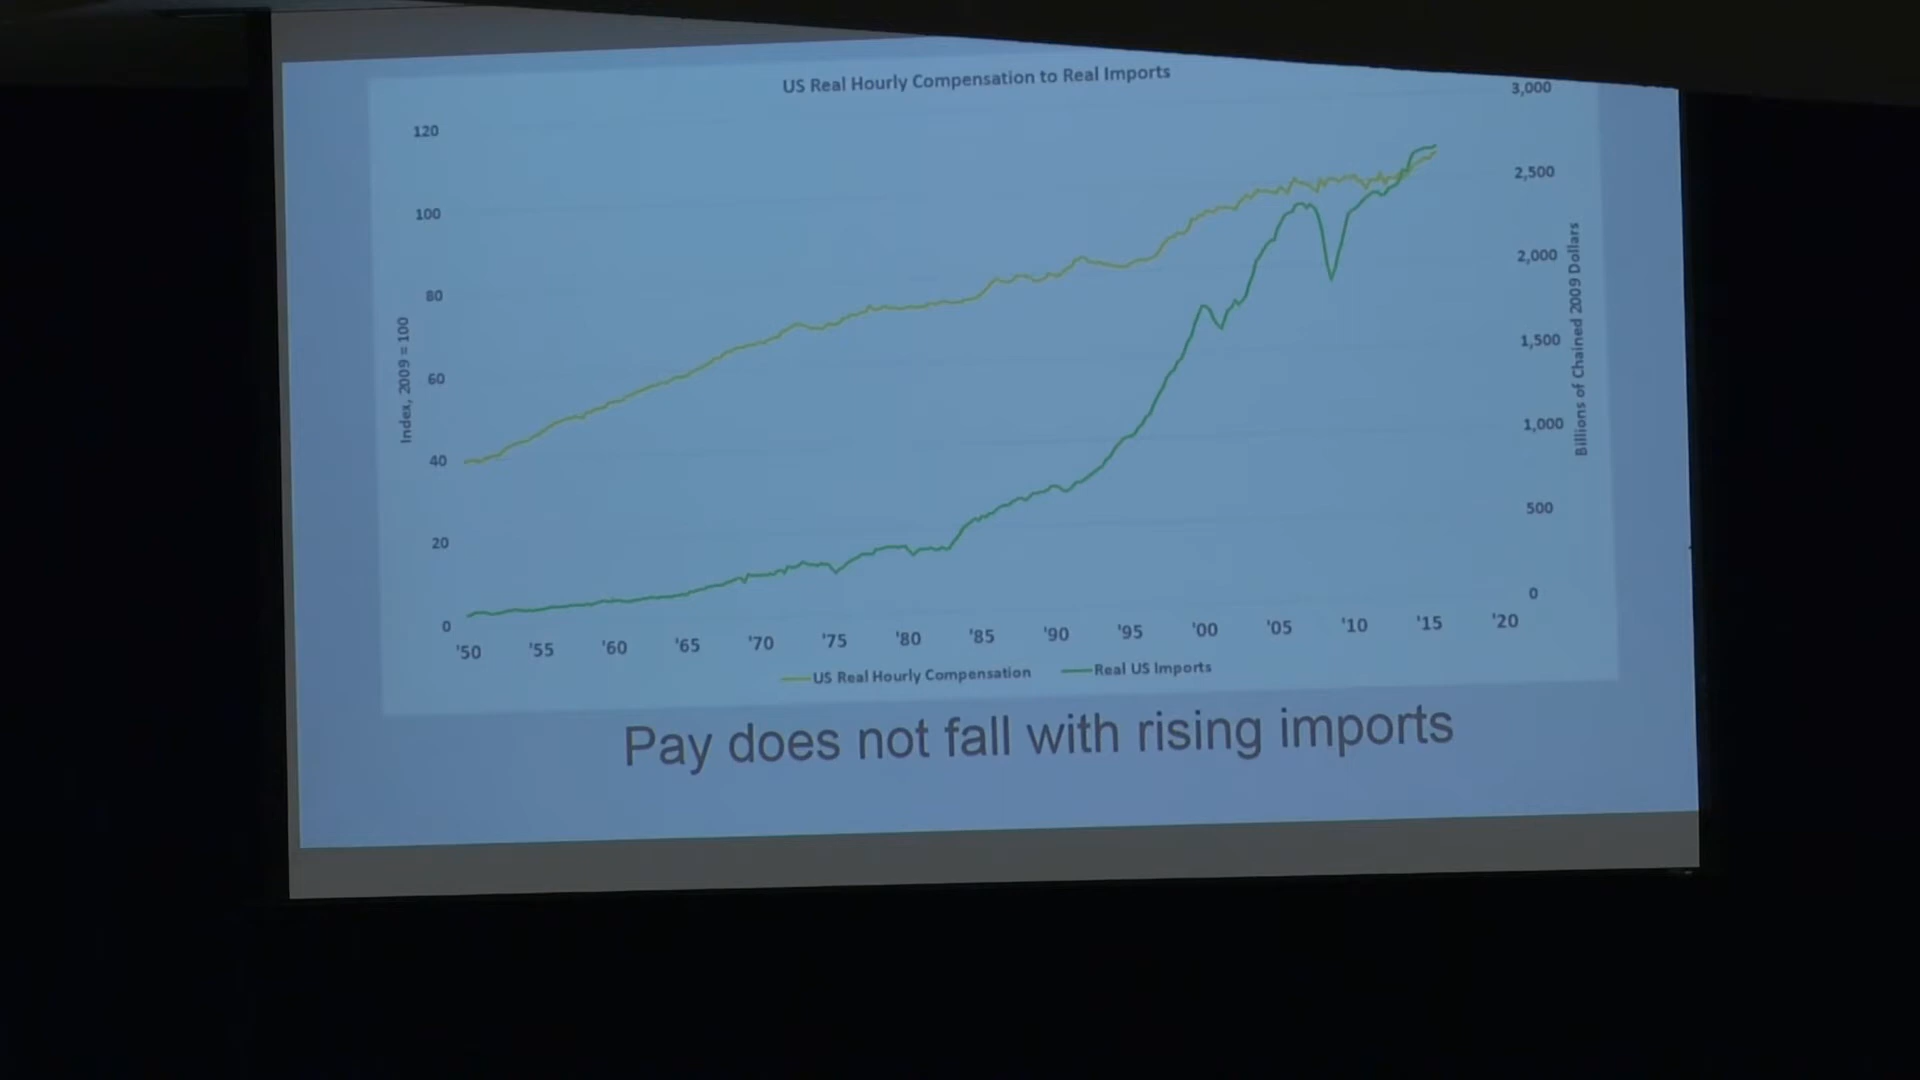 US Real Hourly Compensation to Real Imports
120
100
80
60
40
20
0
Index, 2009 = 100
3,000
2,500
2,000
1,500
1,000
500
0
Billions of Chained 2009 Dollars
'50 '55 '60 '65 '70 '75 '80 '85 '90 '95 '00 '05 '10 '15 '20
US Real Hourly Compensation Real US Imports
Pay does not fall with rising imports